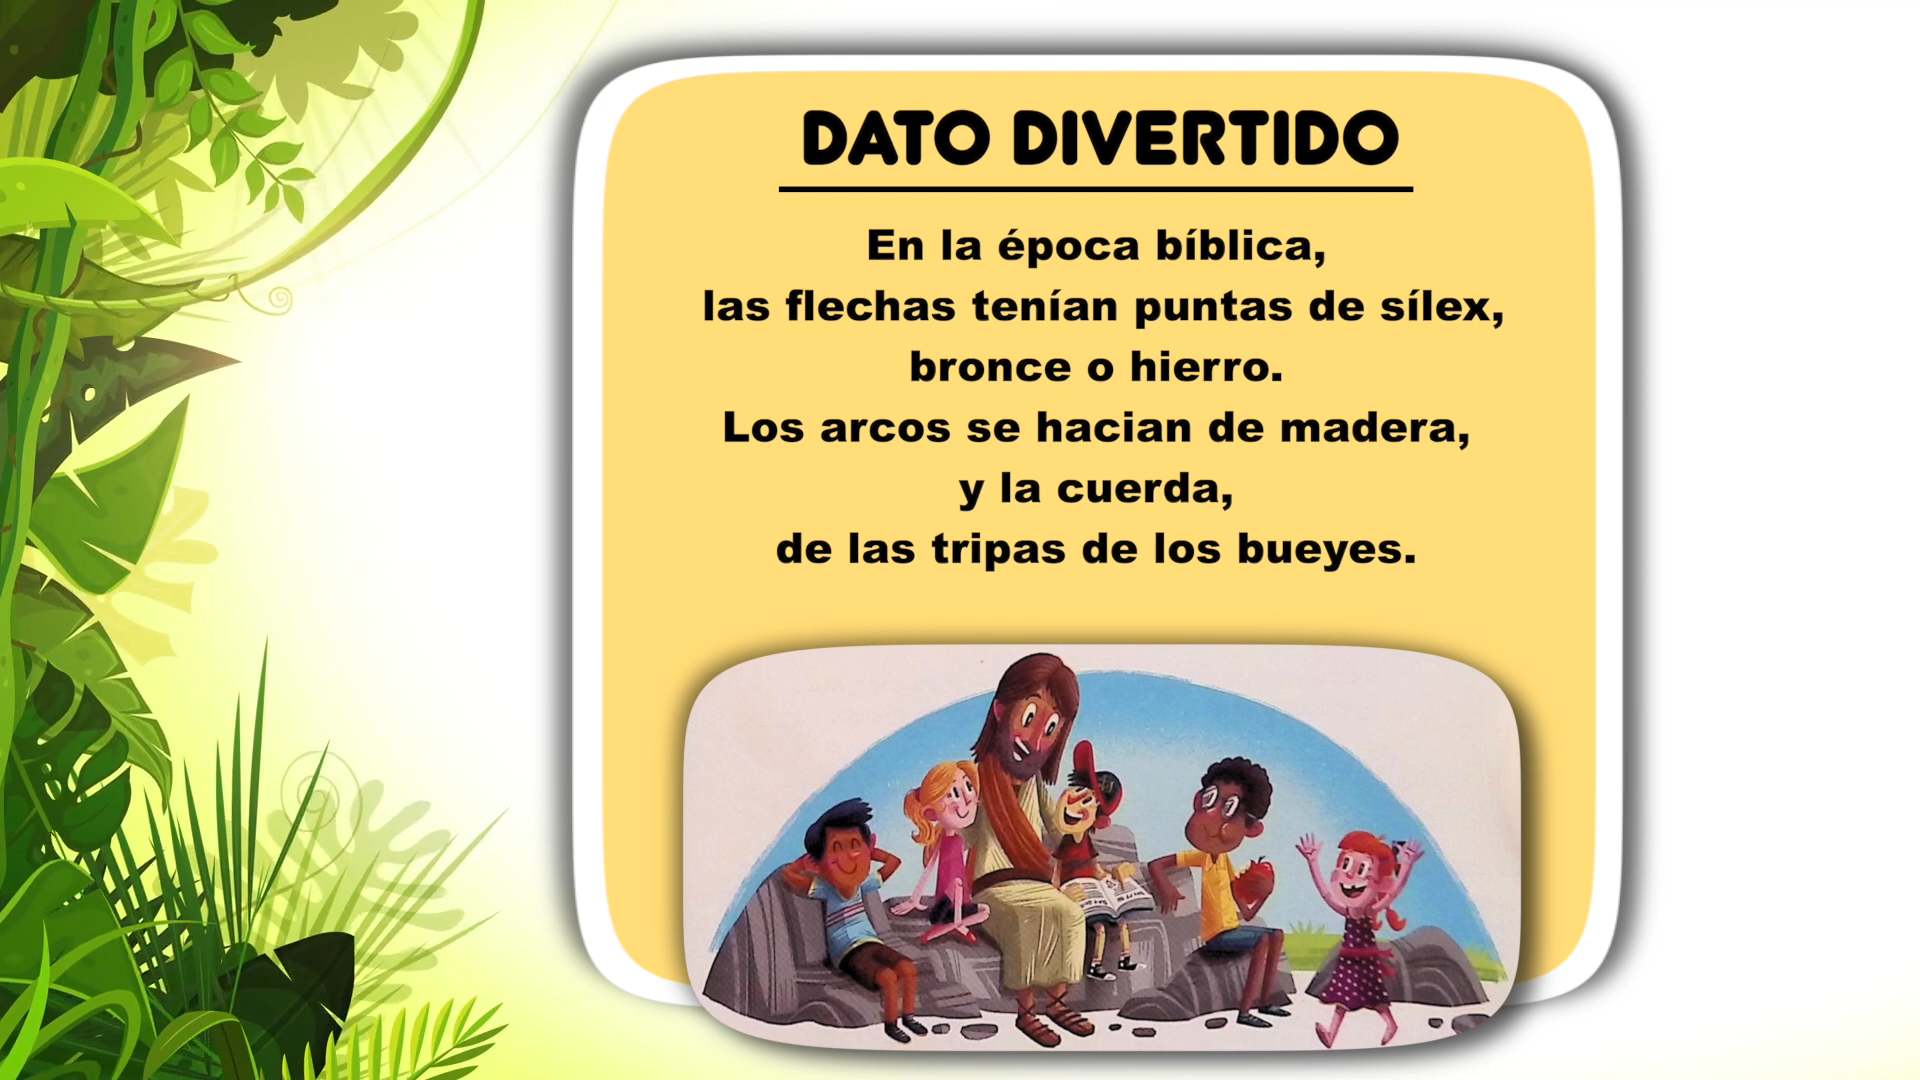 DATO DIVERTIDO
En la época bíblica,
las flechas tenían puntas de sílex,
bronce o hierro.
Los arcos se hacian de madera,
y la cuerda,
de las tripas de los bueyes.